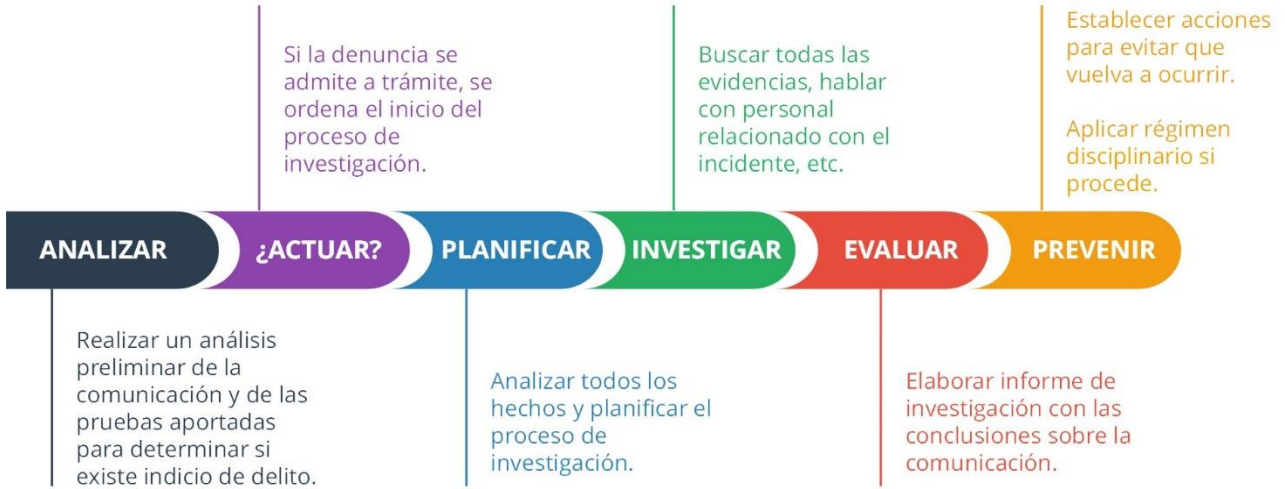 Si la denuncia se
admite a trámite, se
ordena el inicio del
proceso de
investigación.
Buscar todas las
evidencias, hablar
con personal
relacionado con el
incidente, etc.
Establecer acciones
para evitar que
vuelva a ocurrir.
Aplicar régimen
disciplinario si
procede.
ANALIZAR
¿ACTUAR?
PLANIFICAR
INVESTIGAR
EVALUAR
PREVENIR
Realizar un análisis
preliminar de la
comunicación y de las
pruebas aportadas
para determinar si
existe indicio de delito.
Analizar todos los
hechos y planificar el
proceso de
investigación.
Elaborar informe de
investigación con las
conclusiones sobre la
comunicación.